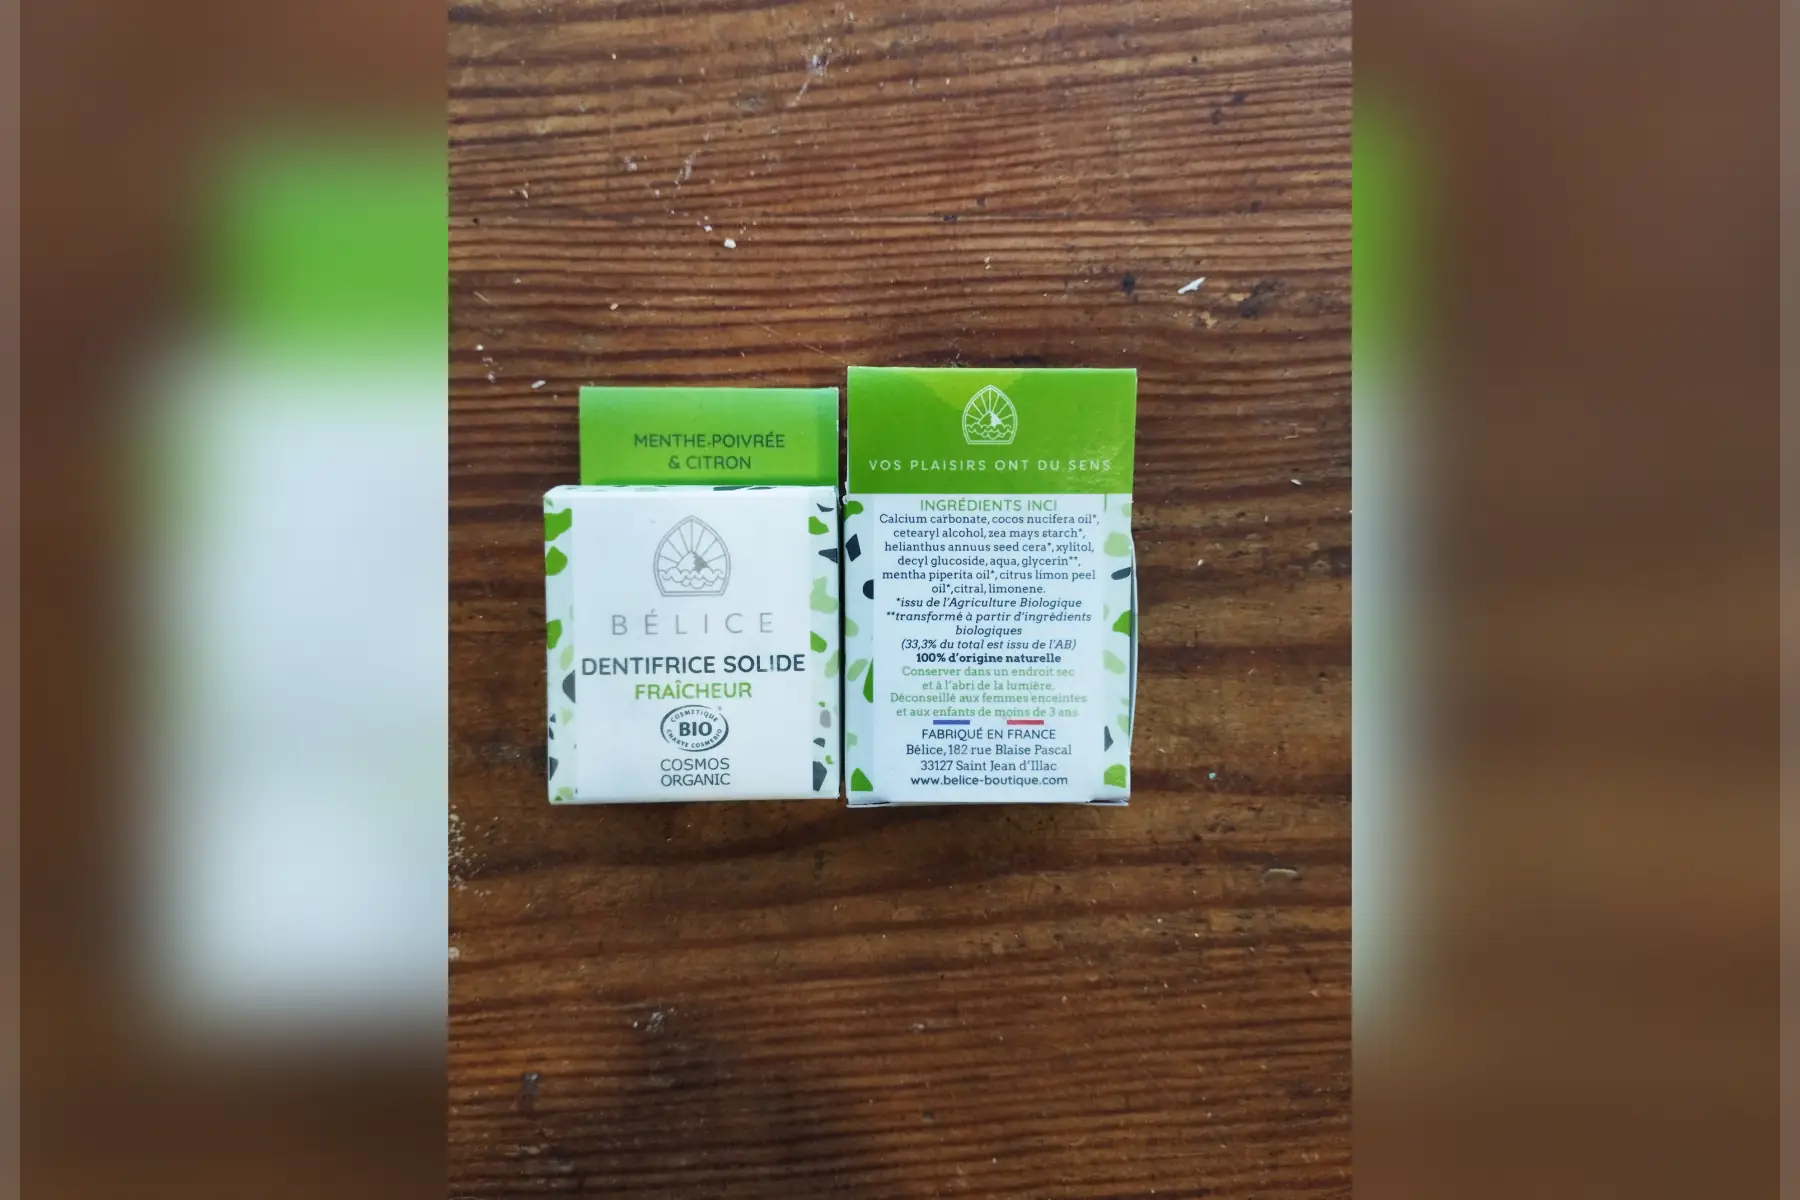 MENTHE-POIVRÉE
& CITRON
BÉLICE
DENTIFRICE SOLIDE
FRAÎCHEUR
COSMÉTIQUE
BIO
CHARTE COSMEBIO
COSMOS
ORGANIC
VOS PLAISIRS ONT DU SENS
INGRÉDIENTS INCI
Calcium carbonate, cocos nucifera oil*,
cetearyl alcohol, zea mays starch*,
helianthus annuus seed cera*, xylitol,
decyl glucoside, aqua, glycerin**,
mentha piperita oil*, citrus limon peel
oil*, citral, limonene.
*issu de l'Agriculture Biologique
**transformé à partir d'ingrédients
biologiques
(33,3% du total est issu de l'AB)
100% d'origine naturelle
Conserver dans un endroit sec
et à l'abri de la lumière.
Déconseillé aux femmes enceintes
et aux enfants de moins de 3 ans
FABRIQUÉ EN FRANCE
Bélice, 182 rue Blaise Pascal
33127 Saint Jean d'Illac
www.belice-boutique.com